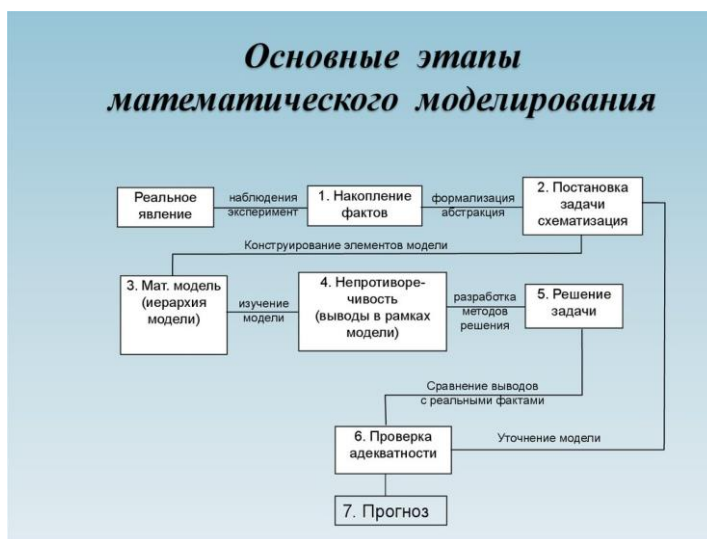 Основные этапы
математического моделирования
Реальное
явление
наблюдения
эксперимент
1. Накопление
фактов
формализация
абстракция
2. Постановка
задачи
схематизация
Конструирование элементов модели
3. Мат. модель
(иерархия
модели)
изучение
модели
4. Непротиворе-
чивость
(выводы в рамках
модели)
разработка
методов
решения
5. Решение
задачи
Сравнение выводов
с реальными фактами
6. Проверка
адекватности
Уточнение модели
7. Прогноз